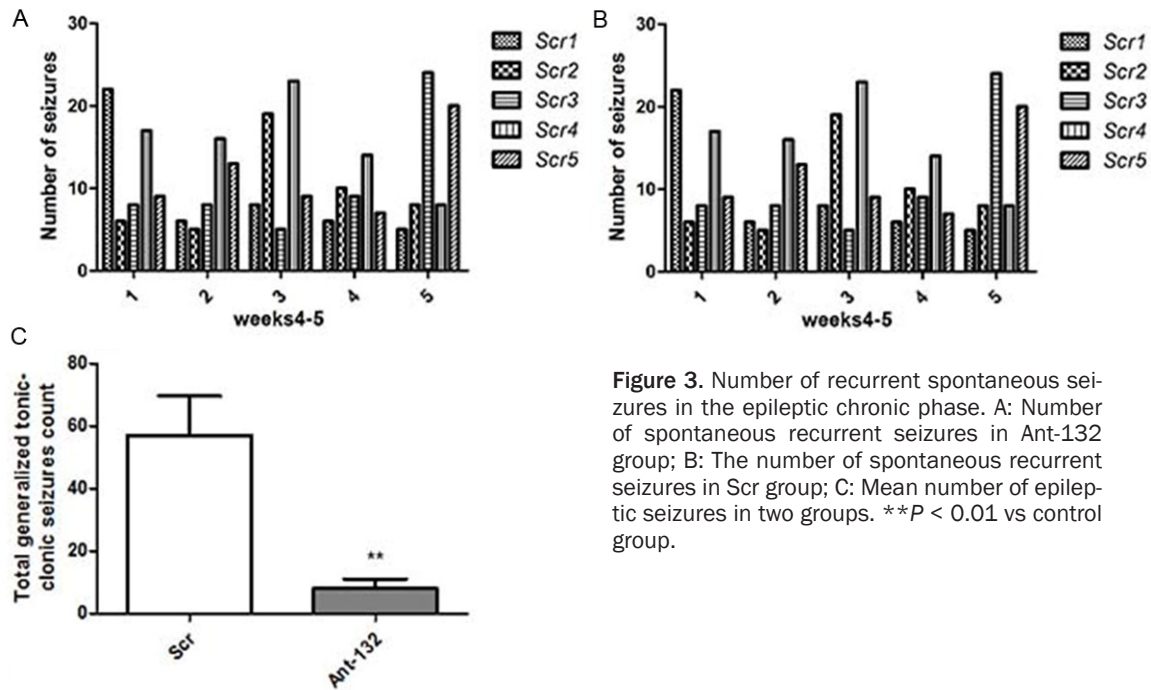 A
30
20
10
0
Number of seizures
1
2
3
4
5
weeks4-5
Scr1
Scr2
Scr3
Scr4
Scr5
B
30
20
10
0
Number of seizures
1
2
3
4
5
weeks4-5
Scr1
Scr2
Scr3
Scr4
Scr5
C
80
60
40
20
0
Total generalized tonic-
clonic seizures count
**
Scr
Ant-132
Figure 3. Number of recurrent spontaneous sei-
zures in the epileptic chronic phase. A: Number
of spontaneous recurrent seizures in Ant-132
group; B: The number of spontaneous recurrent
seizures in Scr group; C: Mean number of epilep-
tic seizures in two groups. **P < 0.01 vs control
group.